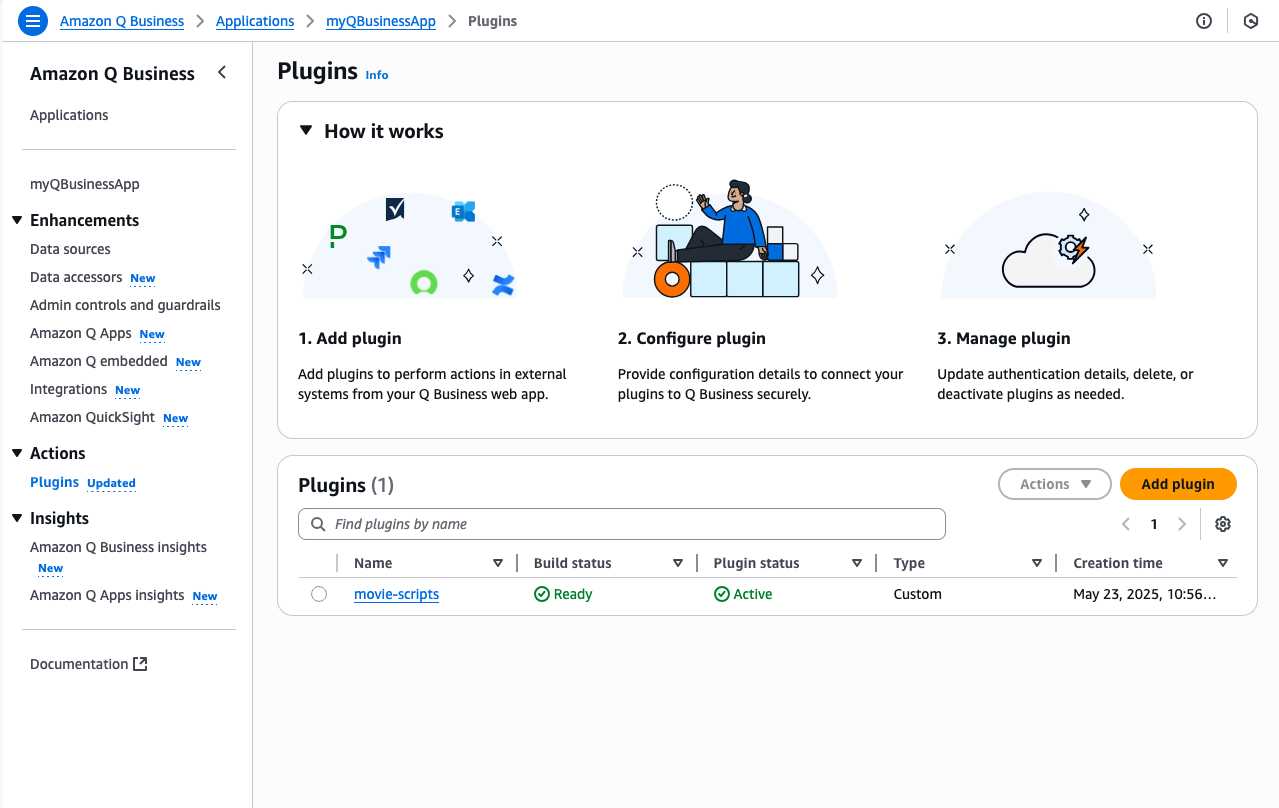 Amazon Q Business
Applications
myQBusinessApp
Plugins
Amazon Q Business
Applications
myQBusinessApp
Enhancements
Data sources
Data accessors New
Admin controls and guardrails
Amazon Q Apps New
Amazon Q embedded New
Integrations New
Amazon QuickSight New
Actions
Plugins Updated
Insights
Amazon Q Business insights
New
Amazon Q Apps insights New
Documentation
Plugins Info
How it works
E
1. Add plugin
Add plugins to perform actions in external
systems from your Q Business web app.
2. Configure plugin
Provide configuration details to connect your
plugins to Q Business securely.
3. Manage plugin
Update authentication details, delete, or
deactivate plugins as needed.
Plugins (1)
Actions
Add plugin
Find plugins by name
1
Name Build status Plugin status Type Creation time
movie-scripts Ready Active Custom May 23, 2025, 10:56…